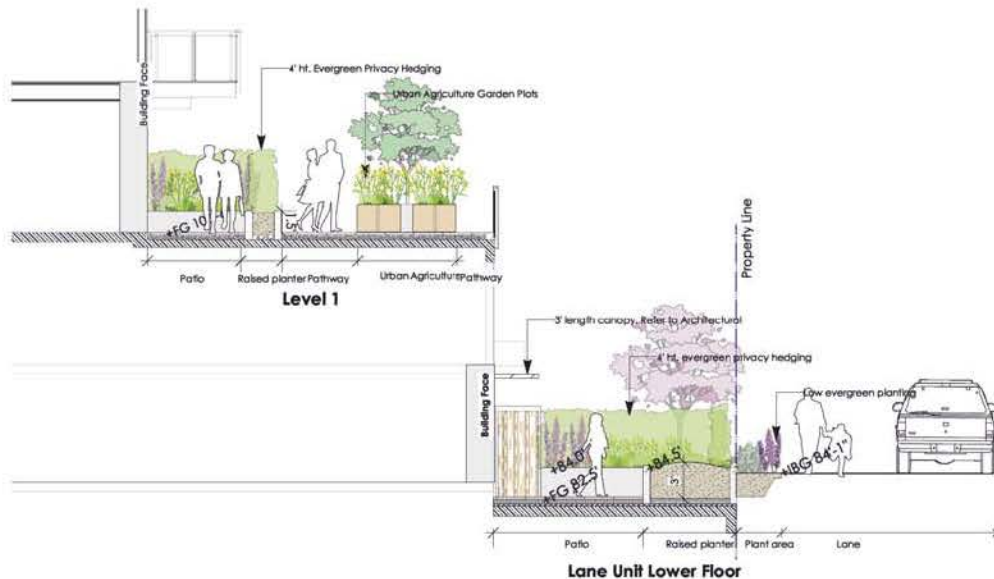 Building Face
4' ht. Evergreen Privacy Hedging
Urban Agriculture Garden Plots
+FG 10
1.5'
Patio
Raised planter
Pathway
Urban Agriculture
Pathway
Level 1
Property Line
3' length canopy, Refer to Architectural
4' ht. evergreen privacy hedging
Low evergreen planting
Building Face
+84.0'
+FG 82.5'
+84.5'
3'
+IBG 84'-1"
Patio
Raised planter
Plant area
Lane
Lane Unit Lower Floor